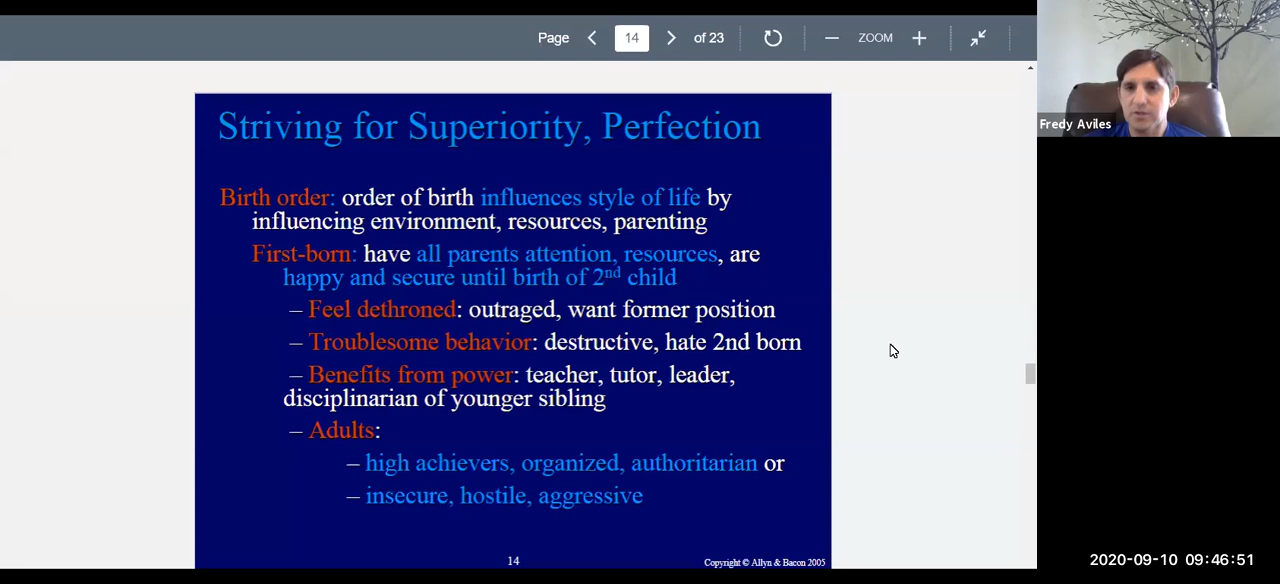 Page 14 of 23 ZOOM
Fredy Aviles
Striving for Superiority, Perfection
Birth order: order of birth influences style of life by
influencing environment, resources, parenting
First-born: have all parents attention, resources, are
happy and secure until birth of 2nd child
– Feel dethroned: outraged, want former position
– Troublesome behavior: destructive, hate 2nd born
– Benefits from power: teacher, tutor, leader,
disciplinarian of younger sibling
– Adults:
– high achievers, organized, authoritarian or
– insecure, hostile, aggressive
14
Copyright © Allyn & Bacon 2005
2020-09-10 09:46:51